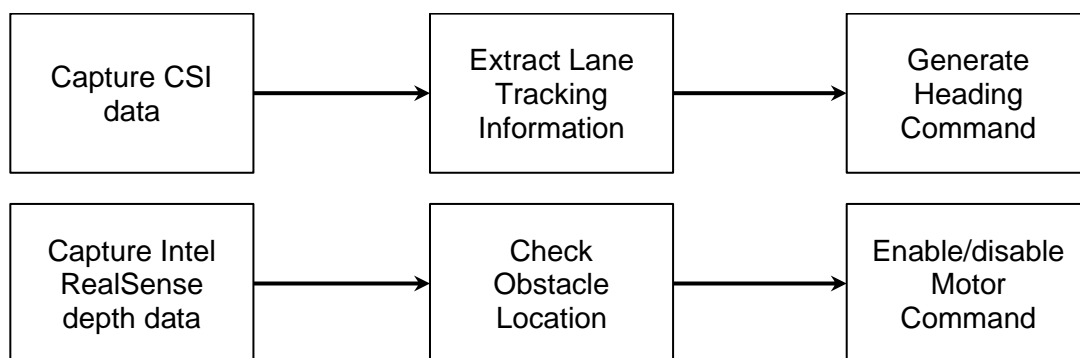 Capture CSI
data
Extract Lane
Tracking
Information
Generate
Heading
Command
Capture Intel
RealSense
depth data
Check
Obstacle
Location
Enable/disable
Motor
Command